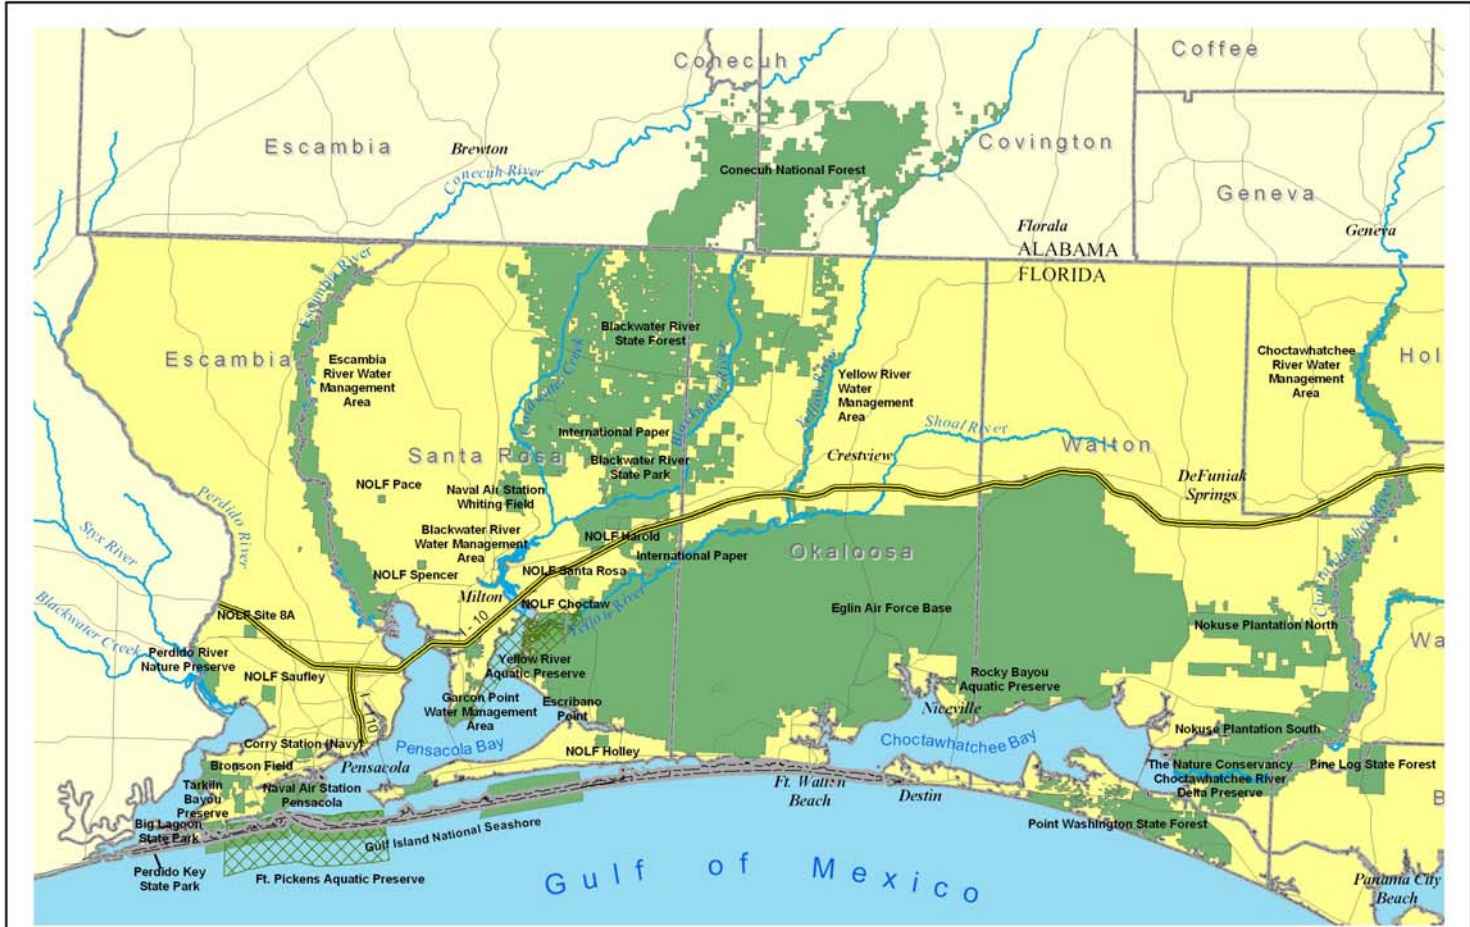 Conecuh
Coffee
Escambia
Brewton
Conecuh River
Covington
Conecuh National Forest
Geneva
Florala
Geneva
ALABAMA
FLORIDA
Escambia River
Blackwater River
State Forest
Escambia
Escambia
River Water
Management
Area
Coldwater Creek
Blackwater River
Yellow River
Yellow River
Water
Management
Area
Choctawhatchee
River Water
Management
Area
Hol
Shoal River
International Paper
Walton
Santa Rosa
Blackwater River
State Park
Crestview
DeFuniak
Springs
NOLF Pace
Naval Air Station
Whiting Field
Perdido River
Styx River
Blackwater River
Water Management
Area
NOLF Harold
International Paper
Okaloosa
Choctawhatchee River
NOLF Spencer
NOLF Santa Rosa
Milton
NOLF Choctaw
Eglin Air Force Base
Blackwater Creek
NOLF Site 8A
I - 10
Yellow River
Nokuse Plantation North
Wa
Perdido River
Nature Preserve
NOLF Saufley
Yellow River
Aquatic Preserve
Rocky Bayou
Aquatic Preserve
Garcon Point
Water Management
Area
Escribano
Point
Niceville
I - 110
Nokuse Plantation South
Corry Station (Navy)
Pensacola Bay
NOLF Holley
Choctawhatchee Bay
Bronson Field
Pensacola
The Nature Conservancy
Choctawhatchee River
Delta Preserve
Pine Log State Forest
Tarkiln
Bayou
Preserve
Naval Air Station
Pensacola
Ft. Walton
Beach
Destin
B
Big Lagoon
State Park
Gulf Island National Seashore
Point Washington State Forest
Perdido Key
State Park
Ft. Pickens Aquatic Preserve
Gulf of Mexico
Panama City
Beach